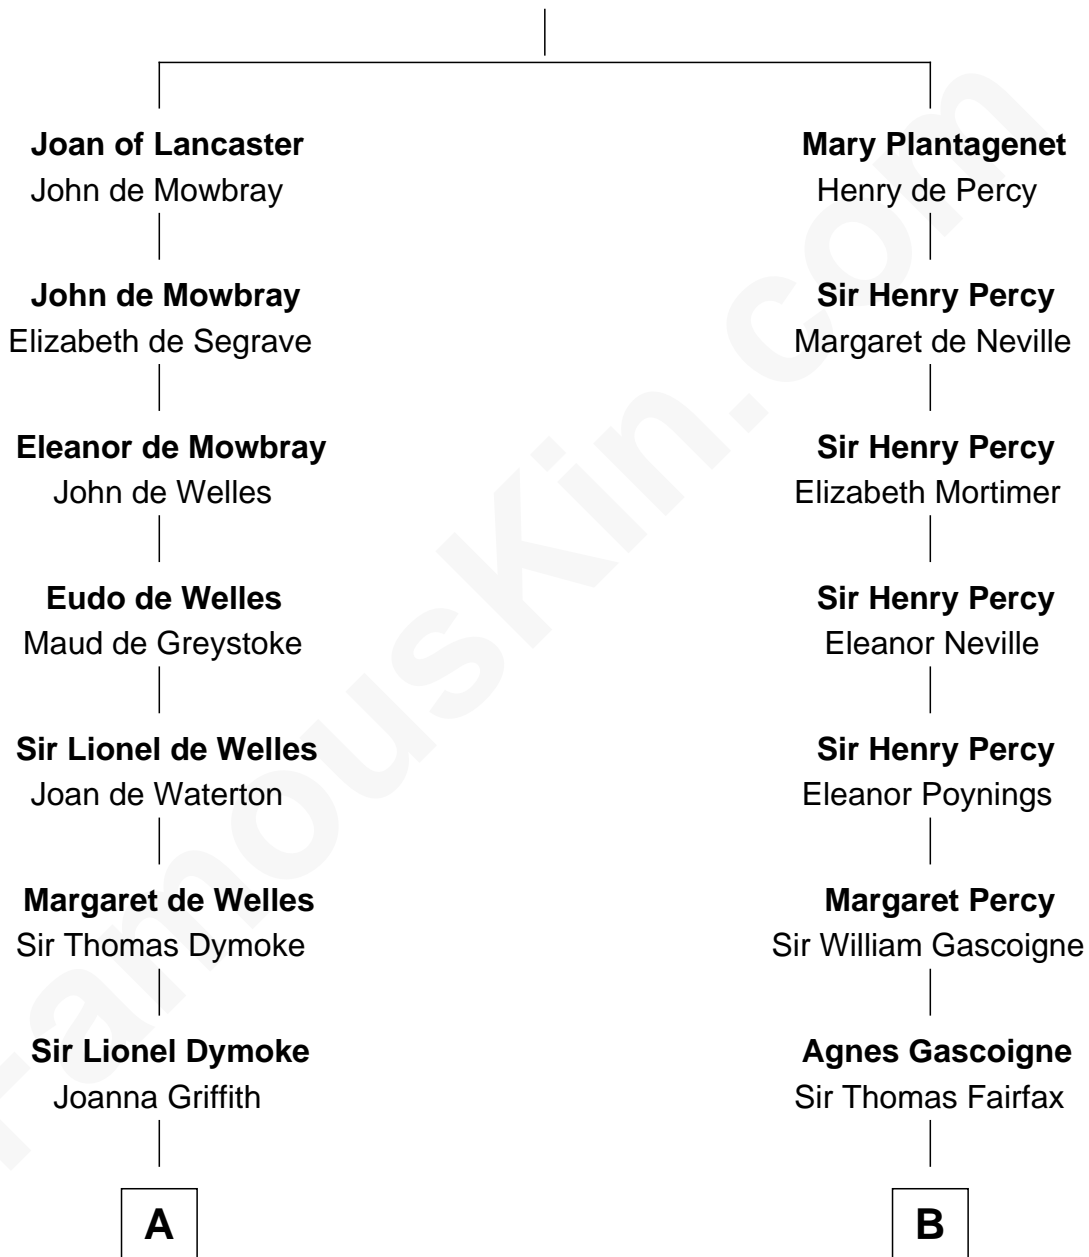 Joan of Lancaster
John de Mowbray
John de Mowbray
Elizabeth de Segrave
Eleanor de Mowbray
John de Welles
Eudo de Welles
Maud de Greystoke
Sir Lionel de Welles
Joan de Waterton
Margaret de Welles
Sir Thomas Dymoke
Sir Lionel Dymoke
Joanna Griffith
A
Mary Plantagenet
Henry de Percy
Sir Henry Percy
Margaret de Neville
Sir Henry Percy
Elizabeth Mortimer
Sir Henry Percy
Eleanor Neville
Sir Henry Percy
Eleanor Poynings
Margaret Percy
Sir William Gascoigne
Agnes Gascoigne
Sir Thomas Fairfax
B
FamousKin.com